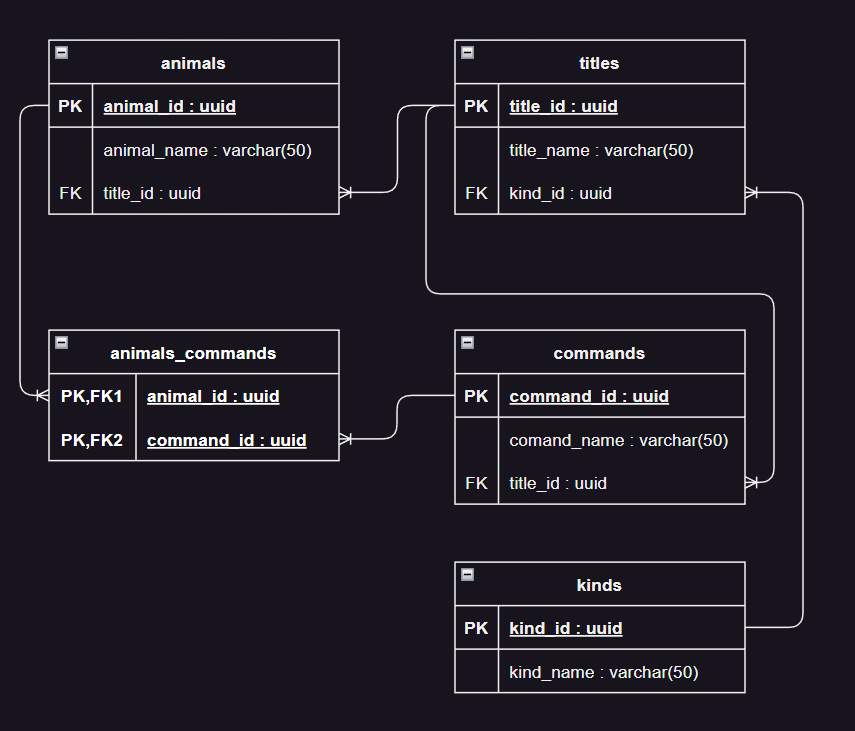 animals
PK animal_id : uuid
animal_name : varchar(50)
FK title_id : uuid
titles
PK title_id : uuid
title_name : varchar(50)
FK kind_id : uuid
animals_commands
PK,FK1 animal_id : uuid
PK,FK2 command_id : uuid
commands
PK command_id : uuid
comand_name : varchar(50)
FK title_id : uuid
kinds
PK kind_id : uuid
kind_name : varchar(50)